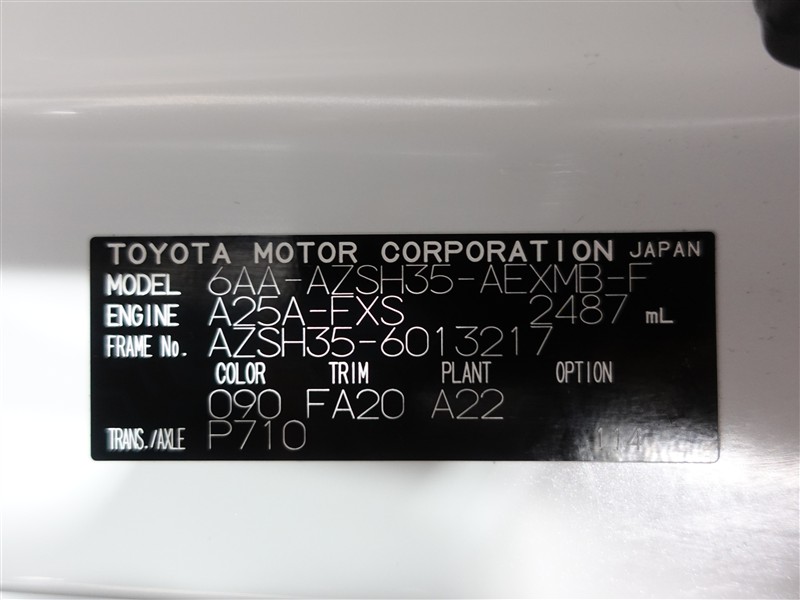 TOYOTA MOTOR CORPORATION JAPAN
MODEL 6AA-AZSH35-AEXMB-F
ENGINE A25A-FXS 2487 mL
FRAME No. AZSH35-6013217
COLOR TRIM PLANT OPTION
090 FA20 A22
TRANS./AXLE P710 114